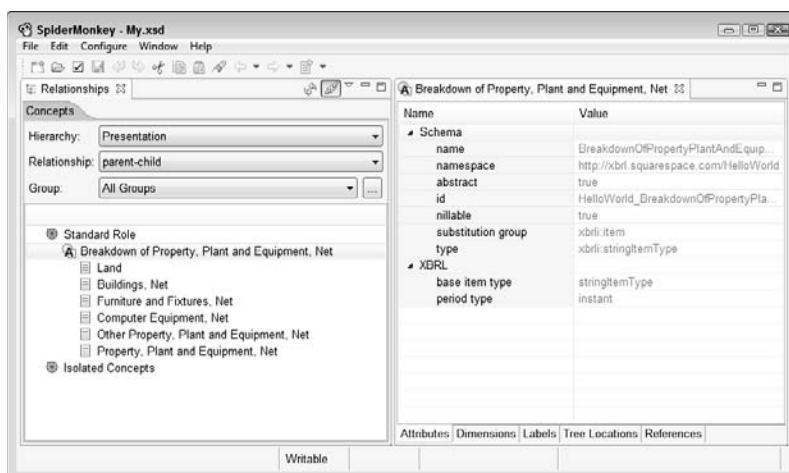 SpiderMonkey - My.xsd
File Edit Configure Window Help
Relationships
Concepts
Hierarchy: Presentation
Relationship: parent-child
Group: All Groups ...
Standard Role
Breakdown of Property, Plant and Equipment, Net
Land
Buildings, Net
Furniture and Fixtures, Net
Computer Equipment, Net
Other Property, Plant and Equipment, Net
Property, Plant and Equipment, Net
Isolated Concepts
Breakdown of Property, Plant and Equipment, Net
Name Value
Schema
name BreakdownOfPropertyPlantAndEquip...
namespace http://xbrl.squarespace.com/HelloWorld
abstract true
id HelloWorld_BreakdownOfPropertyPla...
nillable true
substitution group xbrli:item
type xbrli:stringItemType
XBRL
base item type stringItemType
period type instant
Attributes Dimensions Labels Tree Locations References
Writable